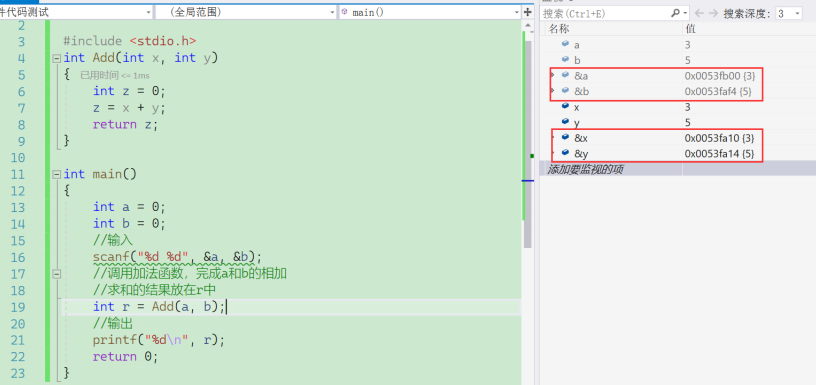 件代码测试
(全局范围)
main()
2
3 #include <stdio.h>
4 int Add(int x, int y)
5 { 已用时间 <= 1ms
6 int z = 0;
7 z = x + y;
8 return z;
9 }
10
11 int main()
12 {
13 int a = 0;
14 int b = 0;
15 //输入
16 scanf("%d %d", &a, &b);
17 //调用加法函数，完成a和b的相加
18 //求和的结果放在r中
19 int r = Add(a, b);
20 //输出
21 printf("%d\n", r);
22 return 0;
23 }
搜索(Ctrl+E)
搜索深度: 3
名称 值
a 3
b 5
&a 0x0053fb00 {3}
&b 0x0053faf4 {5}
x 3
y 5
&x 0x0053fa10 {3}
&y 0x0053fa14 {5}
添加要监视的项